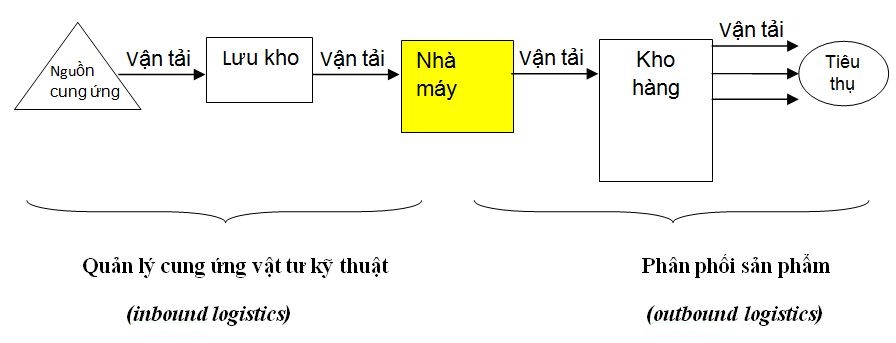 Nguồn
cung ứng
Vận tải
Lưu kho
Vận tải
Nhà
máy
Vận tải
Kho
hàng
Vận tải
Tiêu
thụ
Quản lý cung ứng vật tư kỹ thuật
(inbound logistics)
Phân phối sản phẩm
(outbound logistics)